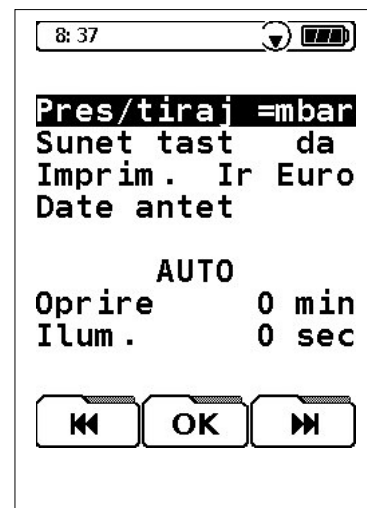 8: 37
Pres/tiraj =mbar
Sunet tast da
Imprim. Ir Euro
Date antet
AUTO
Oprire 0 min
Ilum. 0 sec
OK